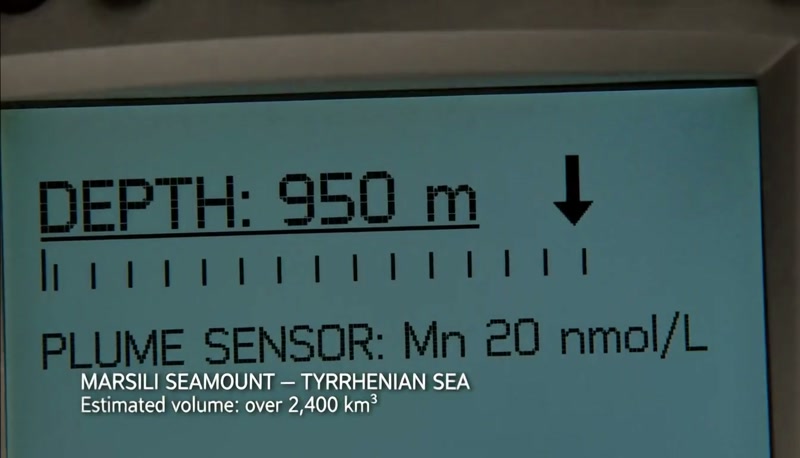 DEPTH: 950 m
PLUME SENSOR: Mn 20 nmol/L
MARSILI SEAMOUNT – TYRRHENIAN SEA
Estimated volume: over 2,400 km³